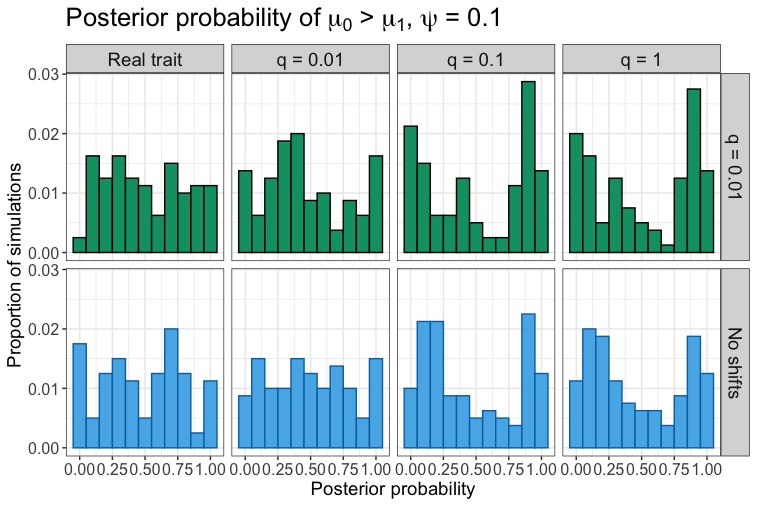 Posterior probability of μ₀ > μ₁, ψ = 0.1
Real trait q = 0.01 q = 0.1 q = 1
0.03
0.02
0.01
0.00
q = 0.01
0.03
0.02
0.01
0.00
No shifts
Proportion of simulations
0.00 0.25 0.50 0.75 1.00 0.00 0.25 0.50 0.75 1.00 0.00 0.25 0.50 0.75 1.00 0.00 0.25 0.50 0.75 1.00
Posterior probability